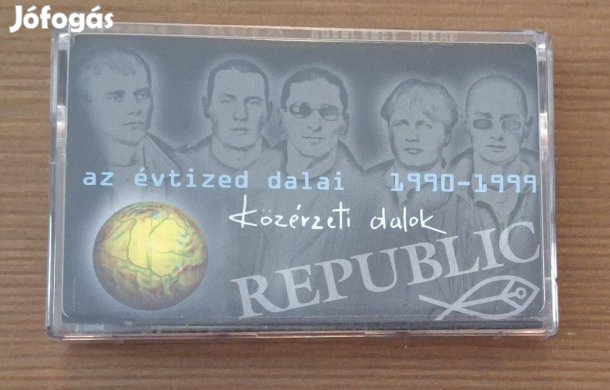 Jófogás
az évtized dalai 1990-1999
Közérzeti dalok
REPUBLIC